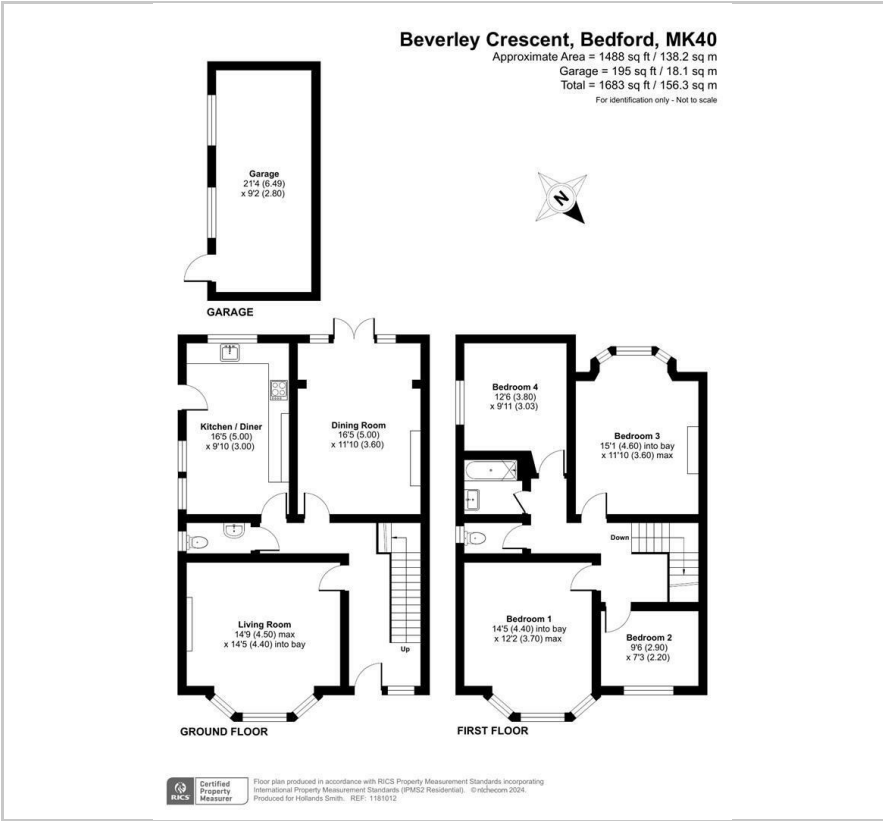 Beverley Crescent, Bedford, MK40
Approximate Area = 1488 sq ft / 138.2 sq m
Garage = 195 sq ft / 18.1 sq m
Total = 1683 sq ft / 156.3 sq m
For identification only - Not to scale
N
Garage
21'4 (6.49)
x 9'2 (2.80)
GARAGE
Kitchen / Diner
16'5 (5.00)
x 9'10 (3.00)
Dining Room
16'5 (5.00)
x 11'10 (3.60)
Living Room
14'9 (4.50) max
x 14'5 (4.40) into bay
Up
GROUND FLOOR
Bedroom 4
12'6 (3.80)
x 9'11 (3.03)
Bedroom 3
15'1 (4.60) into bay
x 11'10 (3.60) max
Down
Bedroom 1
14'5 (4.40) into bay
x 12'2 (3.70) max
Bedroom 2
9'6 (2.90)
x 7'3 (2.20)
FIRST FLOOR
RICS
Certified
Property
Measurer
Floor plan produced in accordance with RICS Property Measurement Standards incorporating
International Property Measurement Standards (IPMS2 Residential). ©nichecom 2024.
Produced for Hollands Smith. REF: 1181012